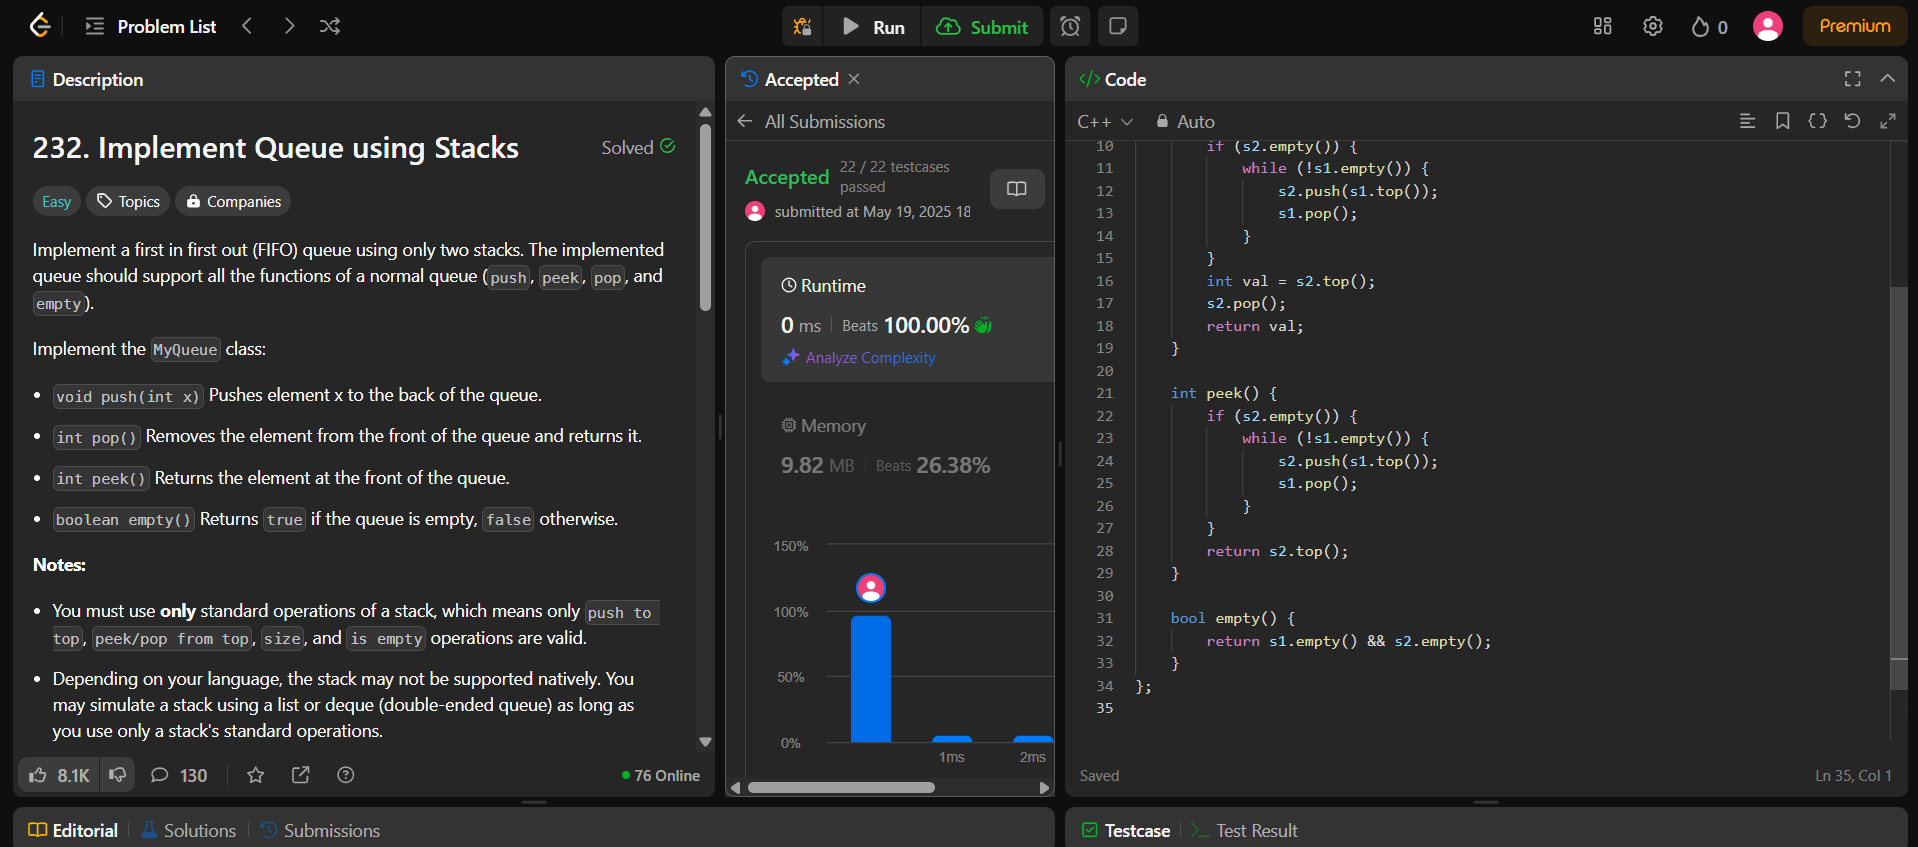 Problem List
Run
Submit
0
Premium
Description
232. Implement Queue using Stacks
Solved
Easy
Topics
Companies
Implement a first in first out (FIFO) queue using only two stacks. The implemented
queue should support all the functions of a normal queue (push, peek, pop, and
empty).
Implement the MyQueue class:
• void push(int x) Pushes element x to the back of the queue.
• int pop() Removes the element from the front of the queue and returns it.
• int peek() Returns the element at the front of the queue.
• boolean empty() Returns true if the queue is empty, false otherwise.
Notes:
• You must use only standard operations of a stack, which means only push to
top, peek/pop from top, size, and is empty operations are valid.
• Depending on your language, the stack may not be supported natively. You
may simulate a stack using a list or deque (double-ended queue) as long as
you use only a stack's standard operations.
8.1K
130
76 Online
Editorial
Solutions
Submissions
Accepted
All Submissions
Accepted
22 / 22 testcases
passed
submitted at May 19, 2025 18
Runtime
0 ms
Beats 100.00%
Analyze Complexity
Memory
9.82 MB
Beats 26.38%
150%
100%
50%
0%
1ms
2ms
</> Code
C++
Auto
10 if (s2.empty()) {
11 while (!s1.empty()) {
12 s2.push(s1.top());
13 s1.pop();
14 }
15 }
16 int val = s2.top();
17 s2.pop();
18 return val;
19 }
20
21 int peek() {
22 if (s2.empty()) {
23 while (!s1.empty()) {
24 s2.push(s1.top());
25 s1.pop();
26 }
27 }
28 return s2.top();
29 }
30
31 bool empty() {
32 return s1.empty() && s2.empty();
33 }
34 };
35
Saved
Ln 35, Col 1
Testcase
Test Result